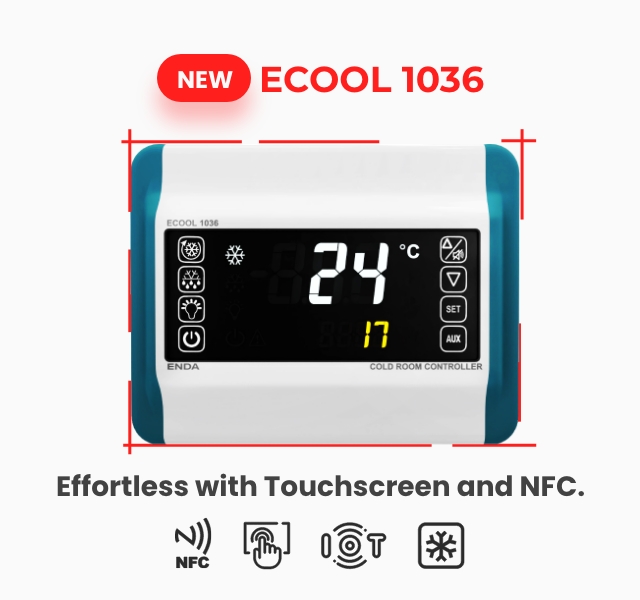 NEW ECOOL 1036
ECOOL 1036
24 °C
17
SET
AUX
ENDA
COLD ROOM CONTROLLER
Effortless with Touchscreen and NFC.
NFC
IOT